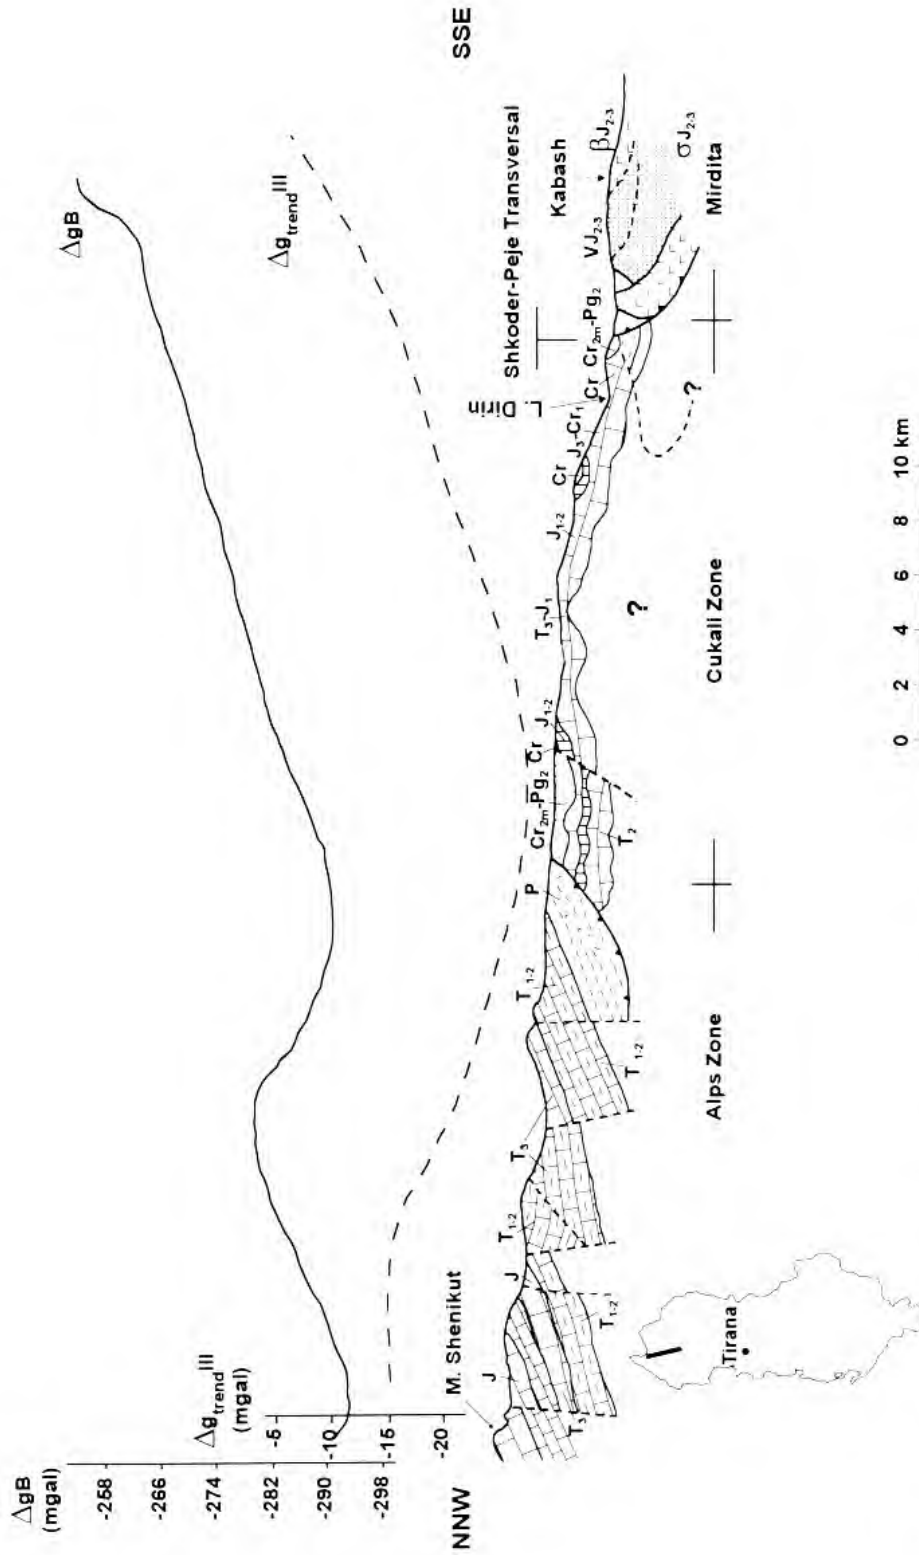 ΔgB
(mgal)
-258
-266
-274
-282
-290
-298
Δg_trend^III
(mgal)
-5
-10
-15
-20
ΔgB
Δg_trend^III
NNW
SSE
M. Shenikut
Shkoder-Peje Transversal
Kabash
L. Dirin
T3
J
T1-2
J
T1-2
T3
T1-2
T1-2
P
Cr2m-Pg2
T2
Cr
J1-2
T3-J1
J1-2
Cr
J3-Cr1
Cr
Cr2m-Pg2
VJ2-3
βJ2-3
σJ2-3
?
?
Alps Zone
Cukali Zone
Mirdita
Tirana
0 2 4 6 8 10 km